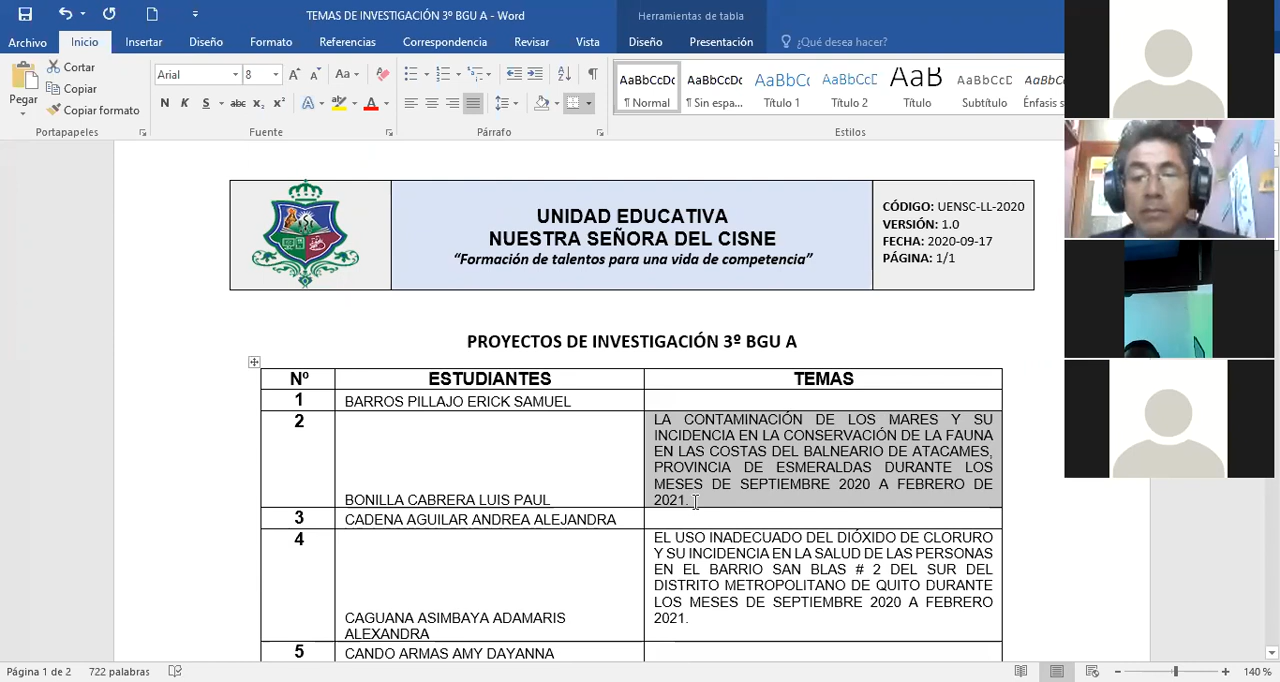 TEMAS DE INVESTIGACIÓN 3º BGU A - Word
Herramientas de tabla
Archivo Inicio Insertar Diseño Formato Referencias Correspondencia Revisar Vista Diseño Presentación ¿Qué desea hacer?
Pegar
Cortar
Copiar
Copiar formato
Portapapeles
Arial 8
Aa
N K S abc x₂ x²
Fuente
Párrafo
AaBbCcDc AaBbCcDc AaBbCc AaBbCcD AaB AaBbCcD AaBbCc
¶ Normal ¶ Sin espa... Título 1 Título 2 Título Subtítulo Énfasis s
Estilos
UNIDAD EDUCATIVA
NUESTRA SEÑORA DEL CISNE
“Formación de talentos para una vida de competencia”
CÓDIGO: UENSC-LL-2020
VERSIÓN: 1.0
FECHA: 2020-09-17
PÁGINA: 1/1
PROYECTOS DE INVESTIGACIÓN 3º BGU A
Nº ESTUDIANTES TEMAS
1 BARROS PILLAJO ERICK SAMUEL
2
BONILLA CABRERA LUIS PAUL
LA CONTAMINACIÓN DE LOS MARES Y SU
INCIDENCIA EN LA CONSERVACIÓN DE LA FAUNA
EN LAS COSTAS DEL BALNEARIO DE ATACAMES,
PROVINCIA DE ESMERALDAS DURANTE LOS
MESES DE SEPTIEMBRE 2020 A FEBRERO DE
2021.
3 CADENA AGUILAR ANDREA ALEJANDRA
4
CAGUANA ASIMBAYA ADAMARIS
ALEXANDRA
EL USO INADECUADO DEL DIÓXIDO DE CLORURO
Y SU INCIDENCIA EN LA SALUD DE LAS PERSONAS
EN EL BARRIO SAN BLAS # 2 DEL SUR DEL
DISTRITO METROPOLITANO DE QUITO DURANTE
LOS MESES DE SEPTIEMBRE 2020 A FEBRERO
2021.
5 CANDO ARMAS AMY DAYANNA
Página 1 de 2 722 palabras
140 %